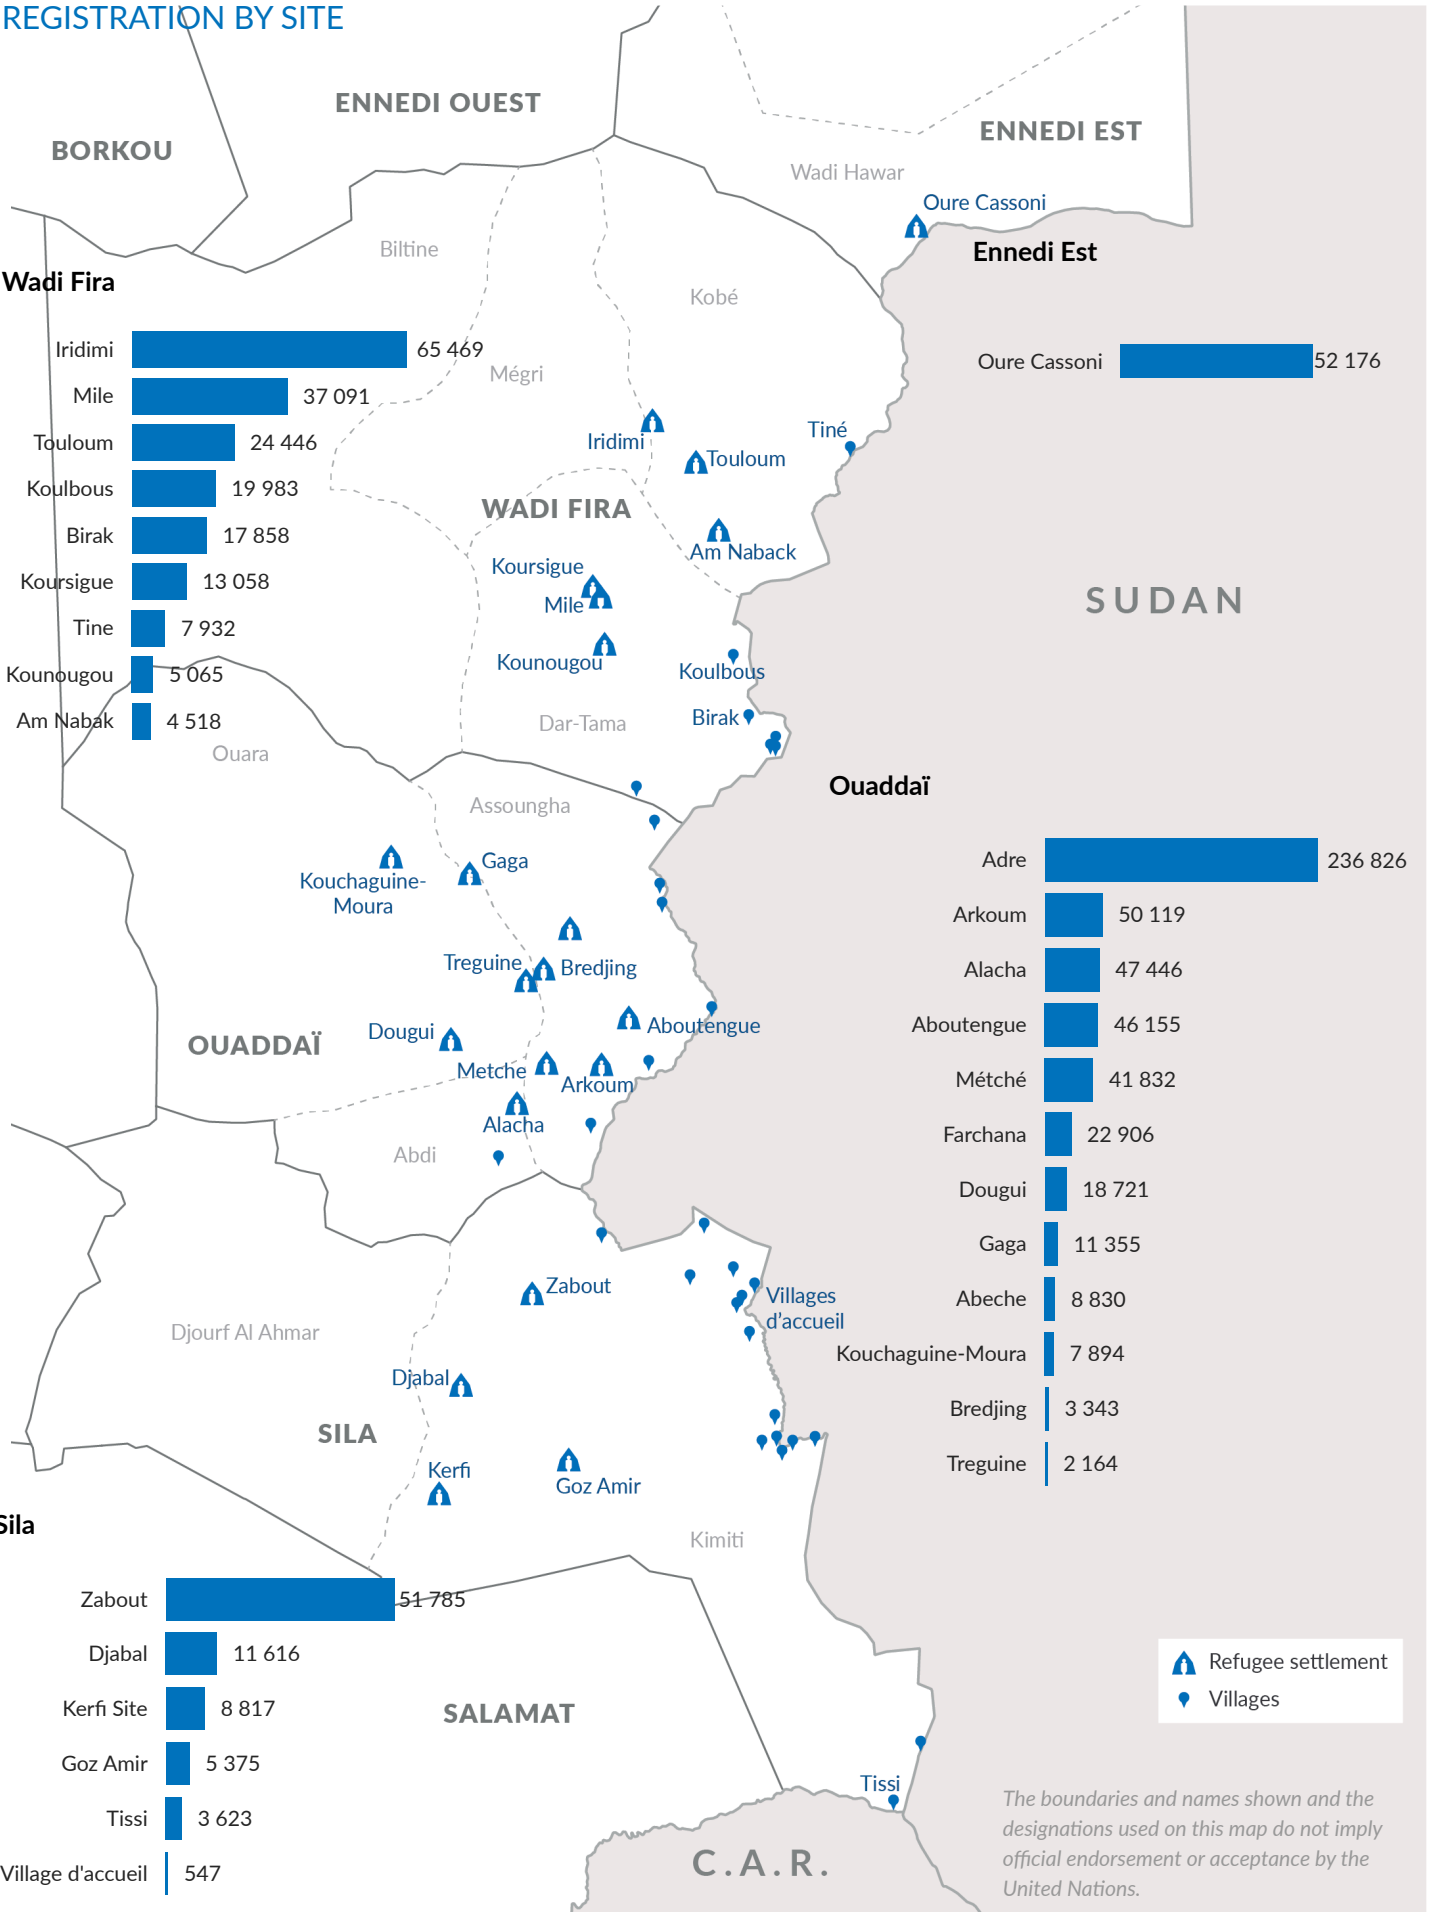 REGISTRATION BY SITE
ENNEDI OUEST
ENNEDI EST
BORKOU
Wadi Hawar
Oure Cassoni
Biltine
Kobé
Mégri
Ennedi Est
Oure Cassoni 52 176
Wadi Fira
Iridimi 65 469
Mile 37 091
Touloum 24 446
Koulbous 19 983
Birak 17 858
Koursigue 13 058
Tine 7 932
Kounougou 5 065
Am Nabak 4 518
Iridimi
Touloum
Tiné
WADI FIRA
Am Naback
Koursigue
Mile
Kounougou
Koulbous
Birak
Dar-Tama
SUDAN
Ouara
Assoungha
Kouchaguine-
Moura
Gaga
Treguine
Bredjing
OUADDAÏ
Dougui
Aboutengue
Metche
Arkoum
Alacha
Abdi
Ouaddaï
Adre 236 826
Arkoum 50 119
Alacha 47 446
Aboutengue 46 155
Métché 41 832
Farchana 22 906
Dougui 18 721
Gaga 11 355
Abeche 8 830
Kouchaguine-Moura 7 894
Bredjing 3 343
Treguine 2 164
Zabout
Villages
d'accueil
Djourf Al Ahmar
Djabal
SILA
Kerfi
Goz Amir
Kimiti
Sila
Zabout 51 785
Djabal 11 616
Kerfi Site 8 817
Goz Amir 5 375
Tissi 3 623
Village d'accueil 547
SALAMAT
Tissi
C.A.R.
Refugee settlement
Villages
The boundaries and names shown and the
designations used on this map do not imply
official endorsement or acceptance by the
United Nations.